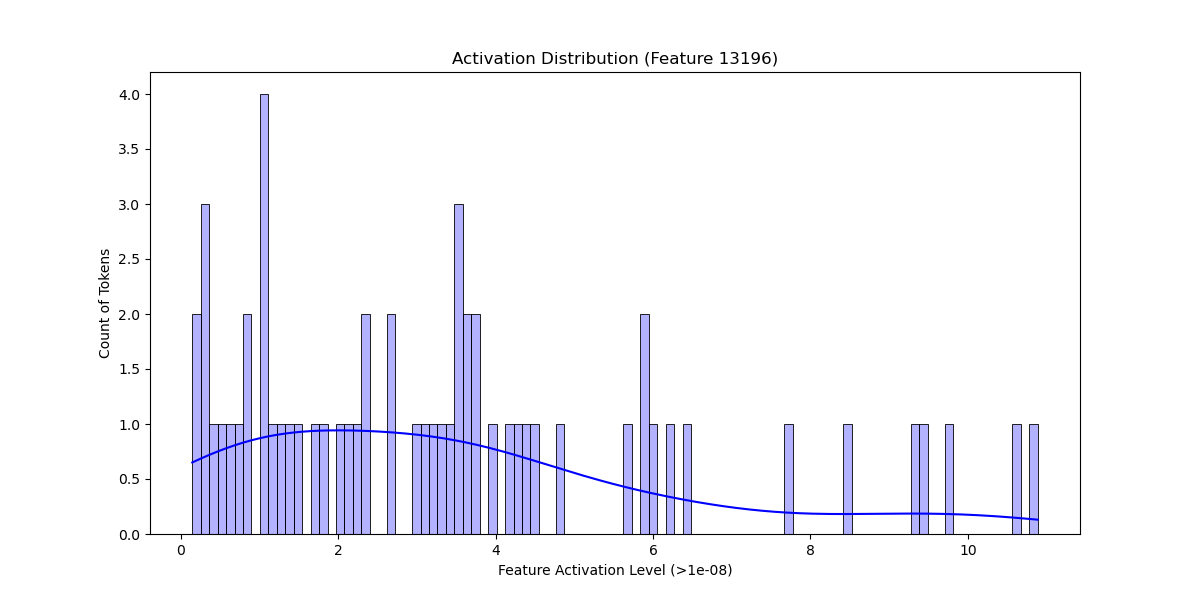 Activation Distribution (Feature 13196)
Count of Tokens
4.0
3.5
3.0
2.5
2.0
1.5
1.0
0.5
0.0
0 2 4 6 8 10
Feature Activation Level (>1e-08)